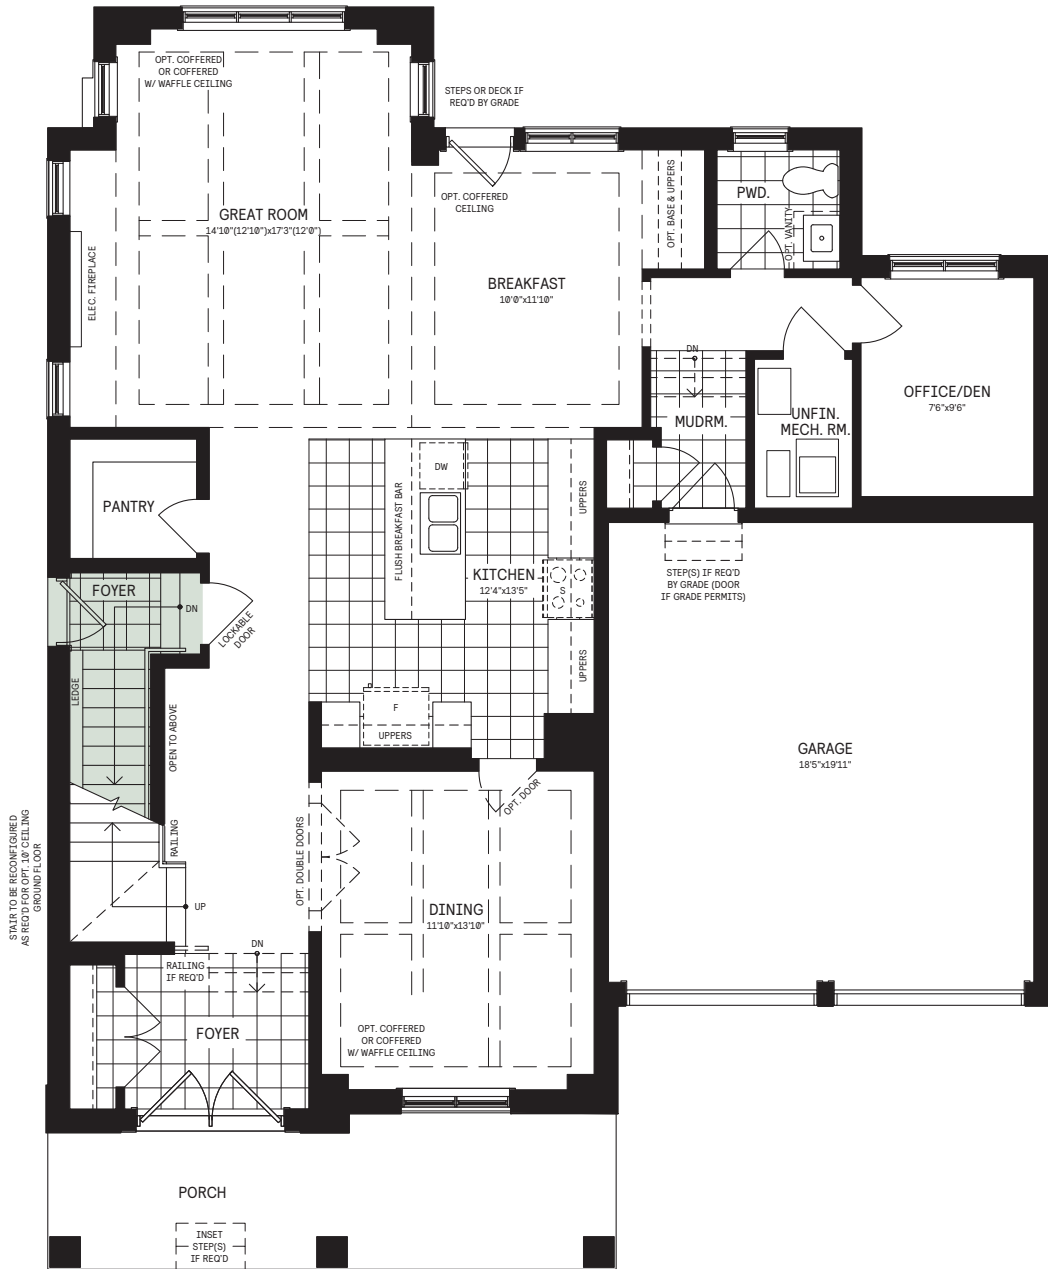 OPT. COFFERED
OR COFFERED
W/ WAFFLE CEILING
STEPS OR DECK IF
REQ'D BY GRADE
GREAT ROOM
14'10"(12'10")x17'3"(12'0")
ELEC. FIREPLACE
OPT. COFFERED
CEILING
BREAKFAST
10'0"x11'10"
OPT. BASE & UPPERS
PWD.
OPT. VANITY
DN
MUDRM.
UNFIN.
MECH. RM.
OFFICE/DEN
7'6"x9'6"
PANTRY
DW
FLUSH BREAKFAST BAR
UPPERS
KITCHEN
12'4"x13'5"
S
UPPERS
STEP(S) IF REQ'D
BY GRADE (DOOR
IF GRADE PERMITS)
FOYER
DN
LOCKABLE
DOOR
LEDGE
OPEN TO ABOVE
F
UPPERS
GARAGE
18'5"x19'11"
OPT. DOOR
RAILING
OPT. DOUBLE DOORS
STAIR TO BE RECONFIGURED
AS REQ'D FOR OPT. 10' CEILING
GROUND FLOOR
UP
DINING
11'10"x13'10"
DN
RAILING
IF REQ'D
FOYER
OPT. COFFERED
OR COFFERED
W/ WAFFLE CEILING
PORCH
INSET
STEP(S)
IF REQ'D